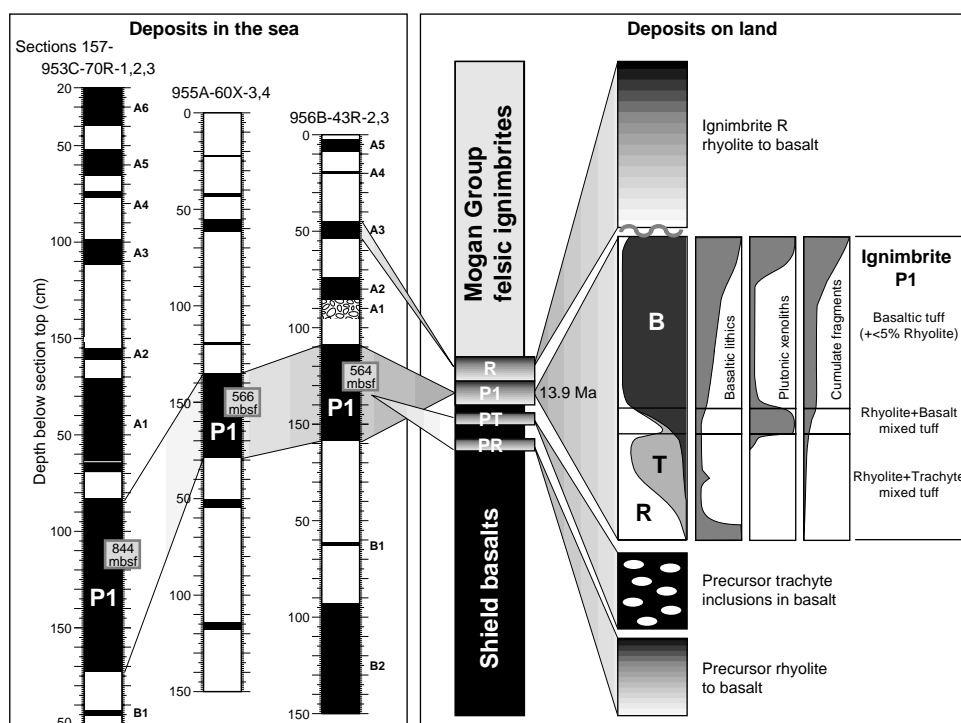 Deposits in the sea
Deposits on land
Sections 157-
953C-70R-1,2,3
955A-60X-3,4
956B-43R-2,3
Depth below section top (cm)
20
50
100
150
50
100
150
50
A6
A5
A4
A3
A2
A1
844
mbsf
P1
B1
0
50
100
150
50
100
150
566
mbsf
P1
0
50
100
150
50
100
150
A5
A4
A3
A2
A1
564
mbsf
P1
B1
B2
Mogan Group
felsic ignimbrites
R
P1
PT
PR
Shield basalts
13.9 Ma
Ignimbrite R
rhyolite to basalt
B
T
R
Basaltic lithics
Plutonic xenoliths
Cumulate fragments
Ignimbrite
P1
Basaltic tuff
(+<5% Rhyolite)
Rhyolite+Basalt
mixed tuff
Rhyolite+Trachyte
mixed tuff
Precursor trachyte
inclusions in basalt
Precursor rhyolite
to basalt